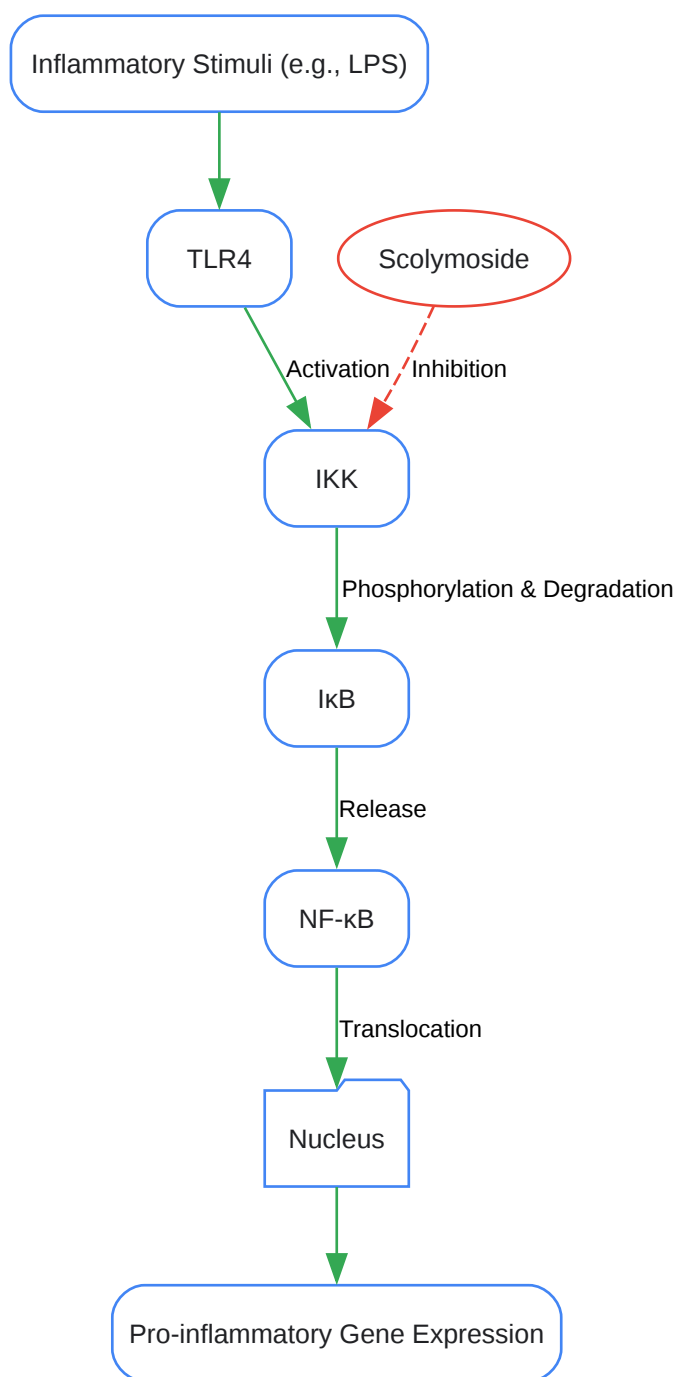 Inflammatory Stimuli (e.g., LPS)
TLR4
Scolymoside
Activation
Inhibition
IKK
Phosphorylation & Degradation
IκB
Release
NF-κB
Translocation
Nucleus
Pro-inflammatory Gene Expression